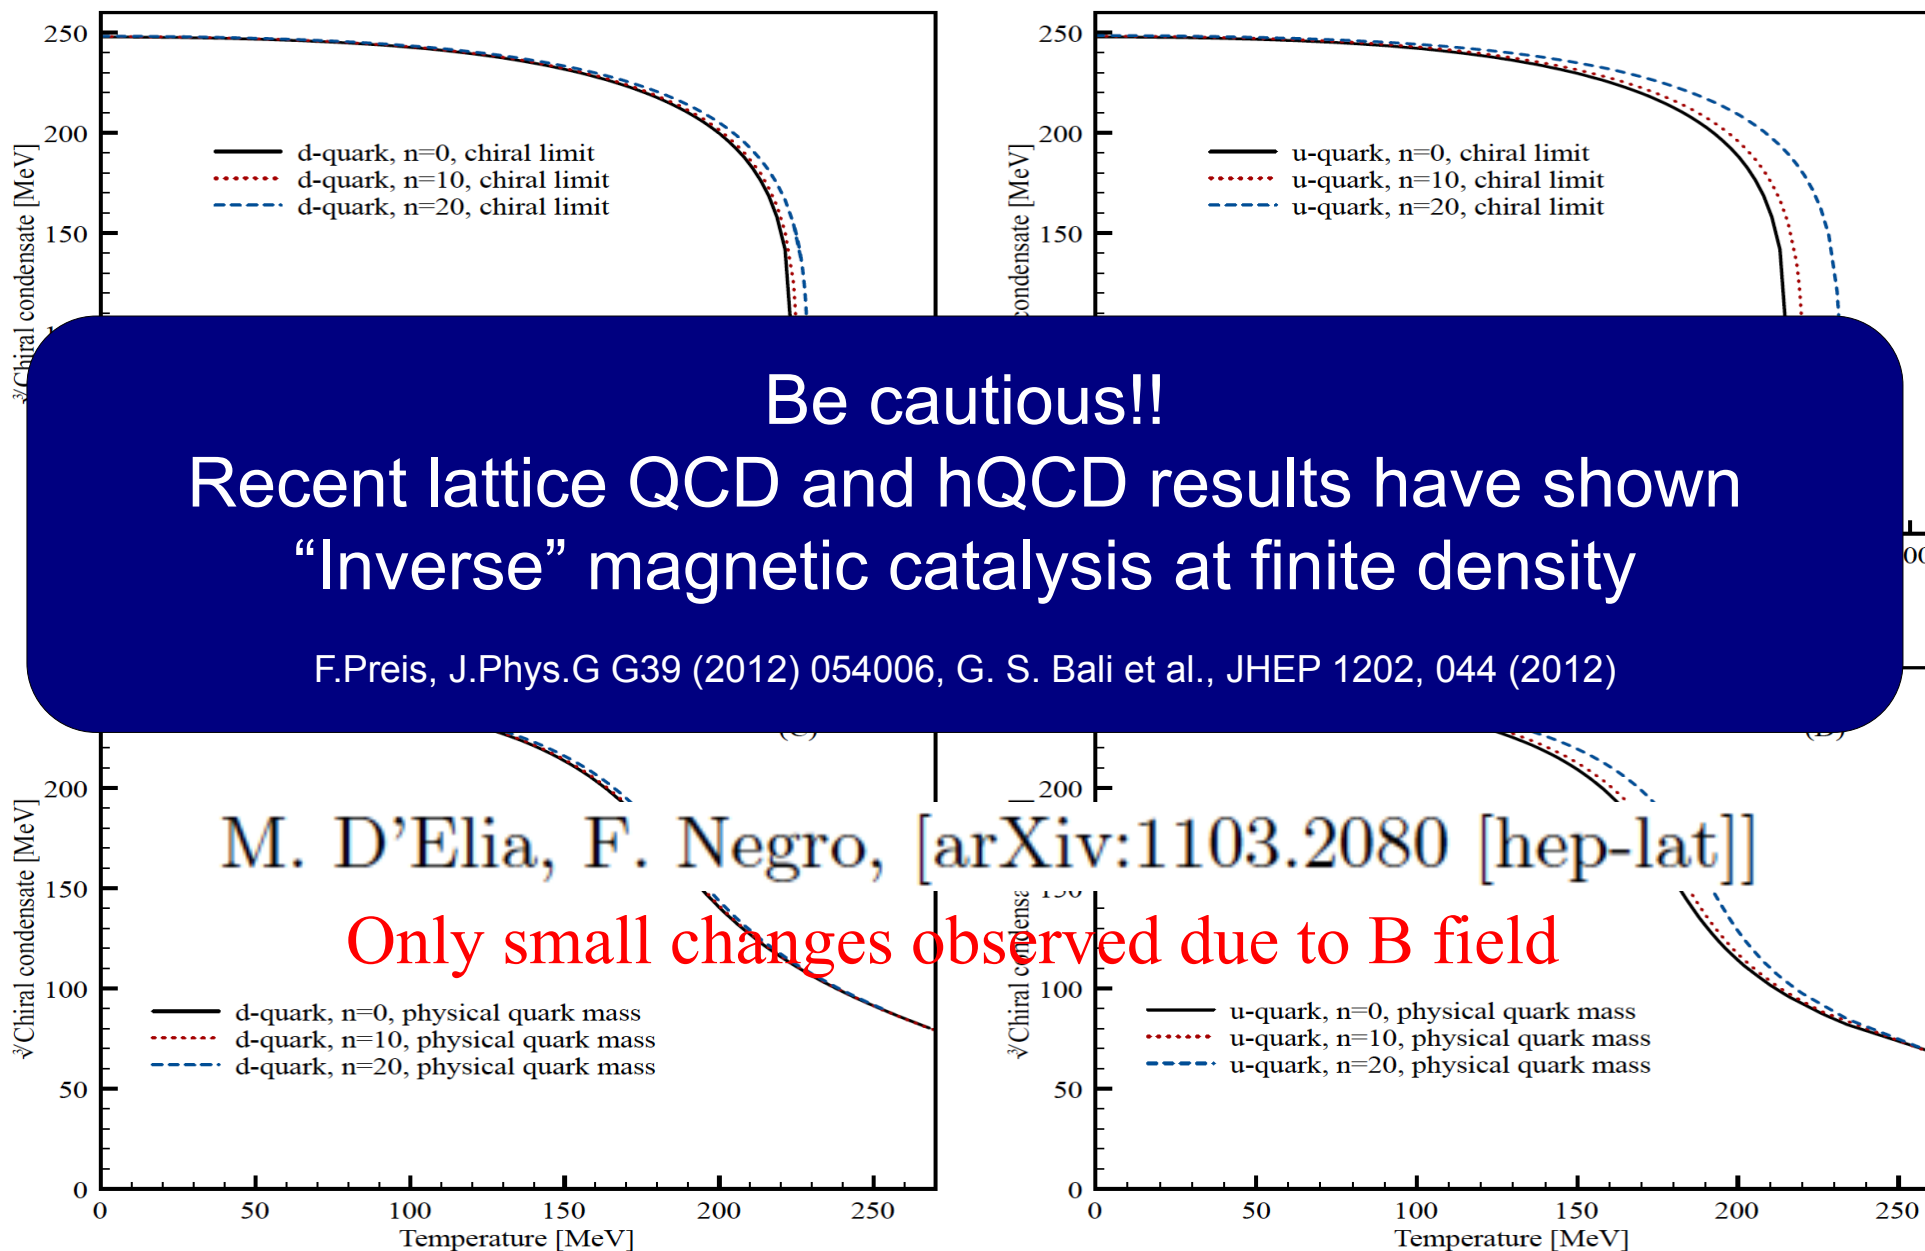 250
200
150
∛Chiral condensate [MeV]
d-quark, n=0, chiral limit
d-quark, n=10, chiral limit
d-quark, n=20, chiral limit
250
200
150
condensate [MeV]
u-quark, n=0, chiral limit
u-quark, n=10, chiral limit
u-quark, n=20, chiral limit
Be cautious!!
Recent lattice QCD and hQCD results have shown
“Inverse” magnetic catalysis at finite density
F.Preis, J.Phys.G G39 (2012) 054006, G. S. Bali et al., JHEP 1202, 044 (2012)
M. D’Elia, F. Negro, [arXiv:1103.2080 [hep-lat]]
Only small changes observed due to B field
200
150
100
50
0
∛Chiral condensate [MeV]
d-quark, n=0, physical quark mass
d-quark, n=10, physical quark mass
d-quark, n=20, physical quark mass
0 50 100 150 200 250
Temperature [MeV]
200
150
100
50
0
∛Chiral condensa
u-quark, n=0, physical quark mass
u-quark, n=10, physical quark mass
u-quark, n=20, physical quark mass
0 50 100 150 200 250
Temperature [MeV]